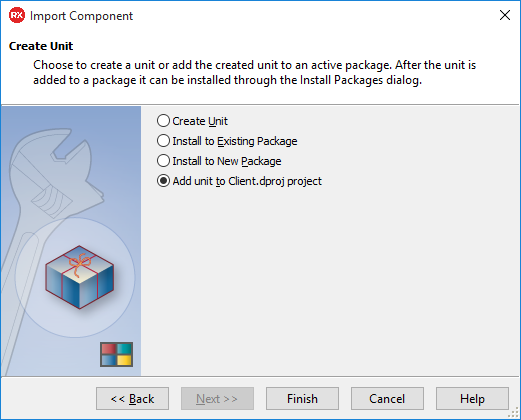 RX Import Component
Create Unit
Choose to create a unit or add the created unit to an active package. After the unit is
added to a package it can be installed through the Install Packages dialog.
Create Unit
Install to Existing Package
Install to New Package
Add unit to Client.dproj project
<< Back Next >> Finish Cancel Help